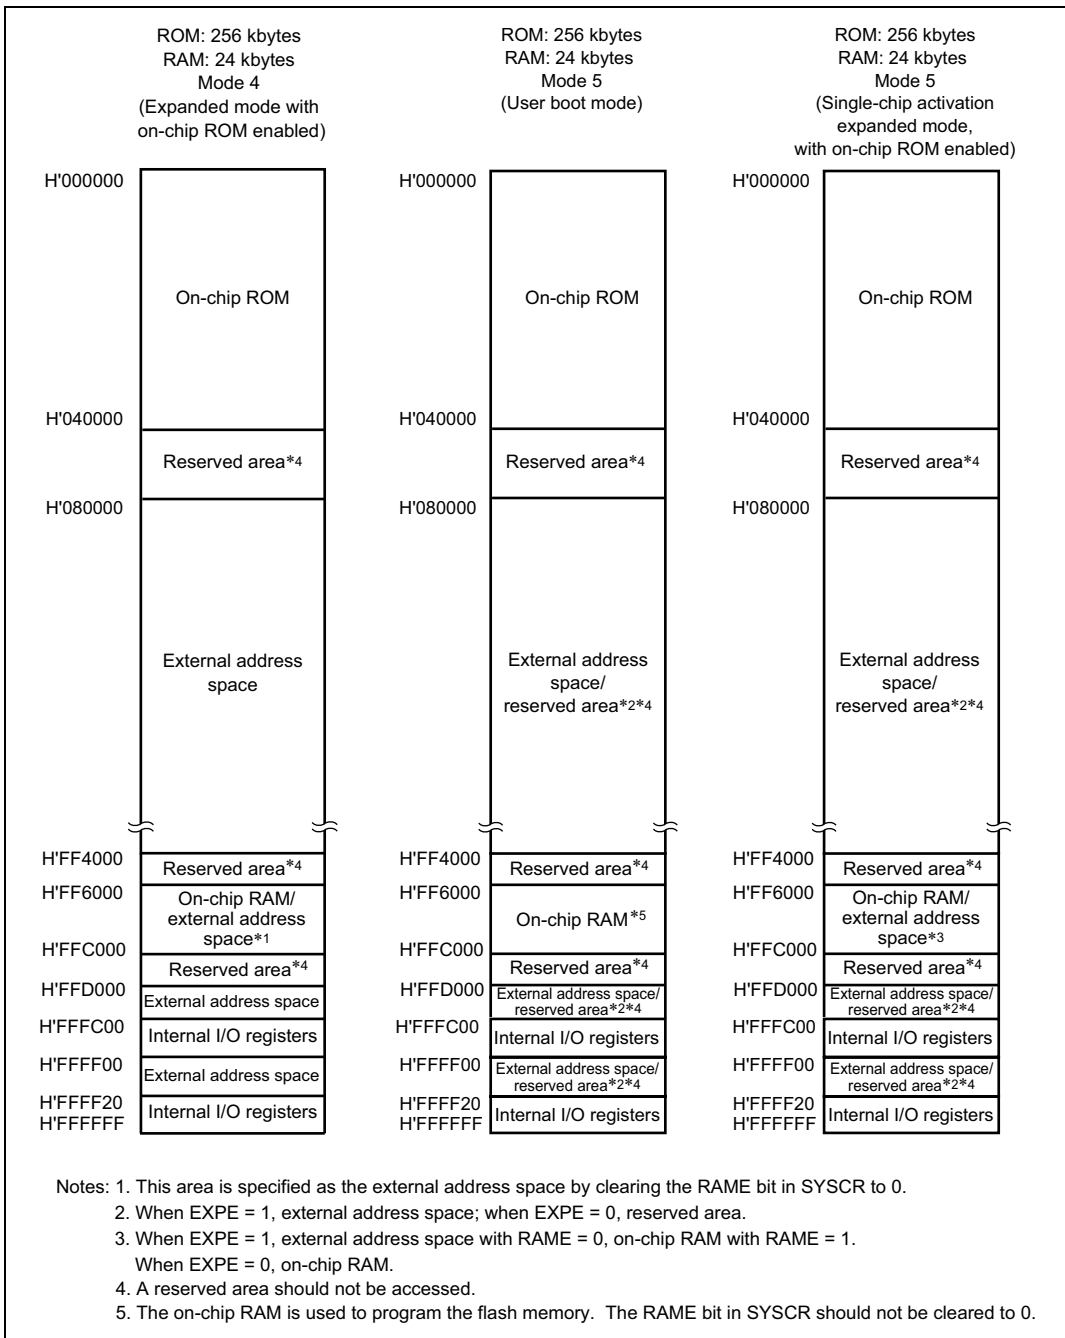 ROM: 256 kbytes
RAM: 24 kbytes
Mode 4
(Expanded mode with
on-chip ROM enabled)
H'000000
On-chip ROM
H'040000
Reserved area*4
H'080000
External address
space
H'FF4000
Reserved area*4
H'FF6000
On-chip RAM/
external address
space*1
H'FFC000
Reserved area*4
H'FFD000
External address space
H'FFFC00
Internal I/O registers
H'FFFF00
External address space
H'FFFF20
Internal I/O registers
H'FFFFFF
ROM: 256 kbytes
RAM: 24 kbytes
Mode 5
(User boot mode)
H'000000
On-chip ROM
H'040000
Reserved area*4
H'080000
External address
space/
reserved area*2*4
H'FF4000
Reserved area*4
H'FF6000
On-chip RAM*5
H'FFC000
Reserved area*4
H'FFD000
External address space/
reserved area*2*4
H'FFFC00
Internal I/O registers
H'FFFF00
External address space/
reserved area*2*4
H'FFFF20
Internal I/O registers
H'FFFFFF
ROM: 256 kbytes
RAM: 24 kbytes
Mode 5
(Single-chip activation
expanded mode,
with on-chip ROM enabled)
H'000000
On-chip ROM
H'040000
Reserved area*4
H'080000
External address
space/
reserved area*2*4
H'FF4000
Reserved area*4
H'FF6000
On-chip RAM/
external address
space*3
H'FFC000
Reserved area*4
H'FFD000
External address space/
reserved area*2*4
H'FFFC00
Internal I/O registers
H'FFFF00
External address space/
reserved area*2*4
H'FFFF20
Internal I/O registers
H'FFFFFF
Notes: 1. This area is specified as the external address space by clearing the RAME bit in SYSCR to 0.
2. When EXPE = 1, external address space; when EXPE = 0, reserved area.
3. When EXPE = 1, external address space with RAME = 0, on-chip RAM with RAME = 1.
When EXPE = 0, on-chip RAM.
4. A reserved area should not be accessed.
5. The on-chip RAM is used to program the flash memory. The RAME bit in SYSCR should not be cleared to 0.